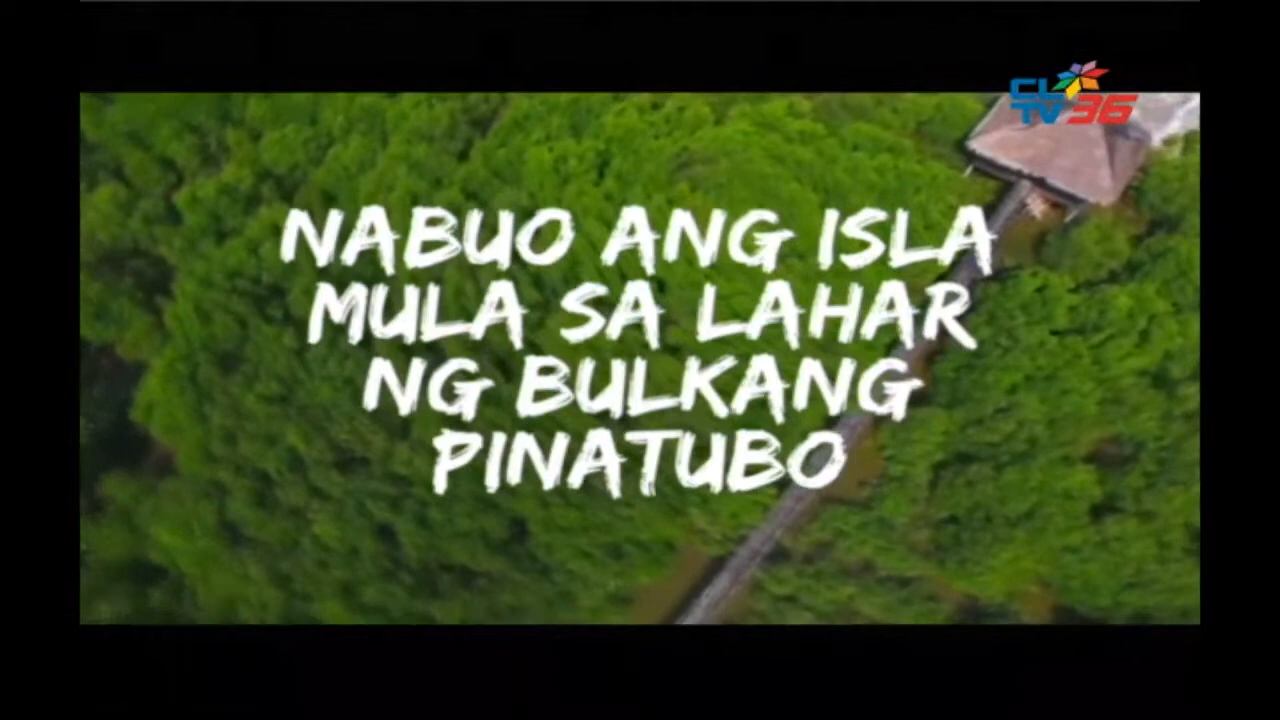 CLTV36
NABUO ANG ISLA
MULA SA LAHAR
NG BULKANG
PINATUBO